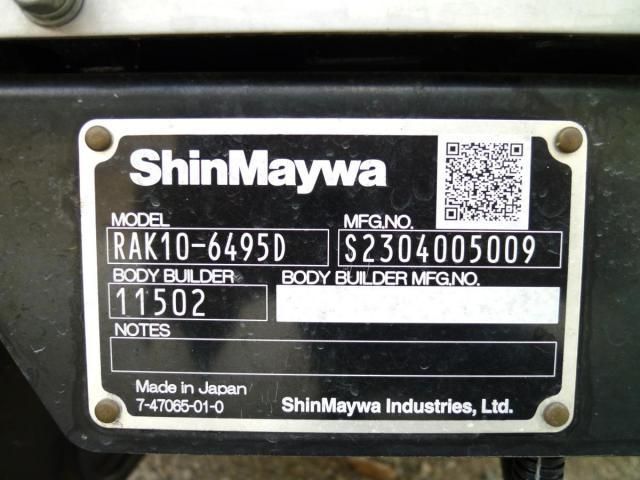 ShinMaywa
MODEL MFG.NO.
RAK10-6495D S2304005009
BODY BUILDER BODY BUILDER MFG.NO.
11502
NOTES
Made in Japan
7-47065-01-0 ShinMaywa Industries, Ltd.